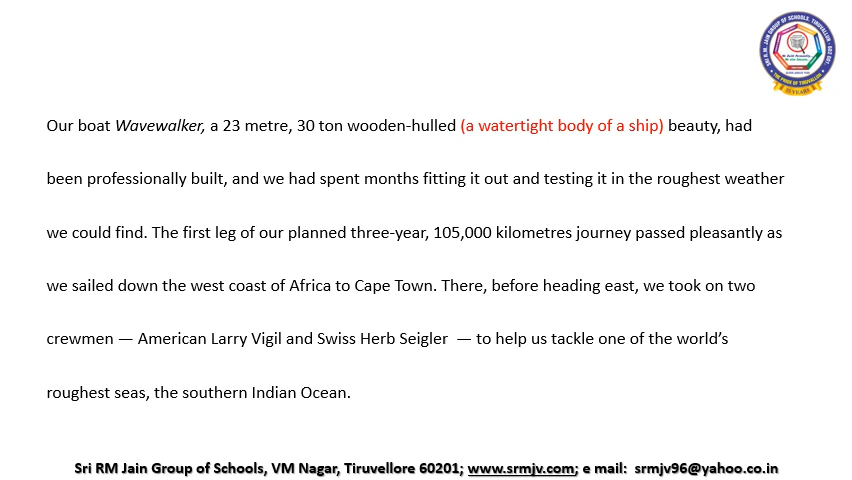 Our boat Wavewalker, a 23 metre, 30 ton wooden-hulled (a watertight body of a ship) beauty, had
been professionally built, and we had spent months fitting it out and testing it in the roughest weather
we could find. The first leg of our planned three-year, 105,000 kilometres journey passed pleasantly as
we sailed down the west coast of Africa to Cape Town. There, before heading east, we took on two
crewmen — American Larry Vigil and Swiss Herb Seigler — to help us tackle one of the world’s
roughest seas, the southern Indian Ocean.
Sri RM Jain Group of Schools, VM Nagar, Tiruvellore 60201; www.srmjv.com; e mail: srmjv96@yahoo.co.in